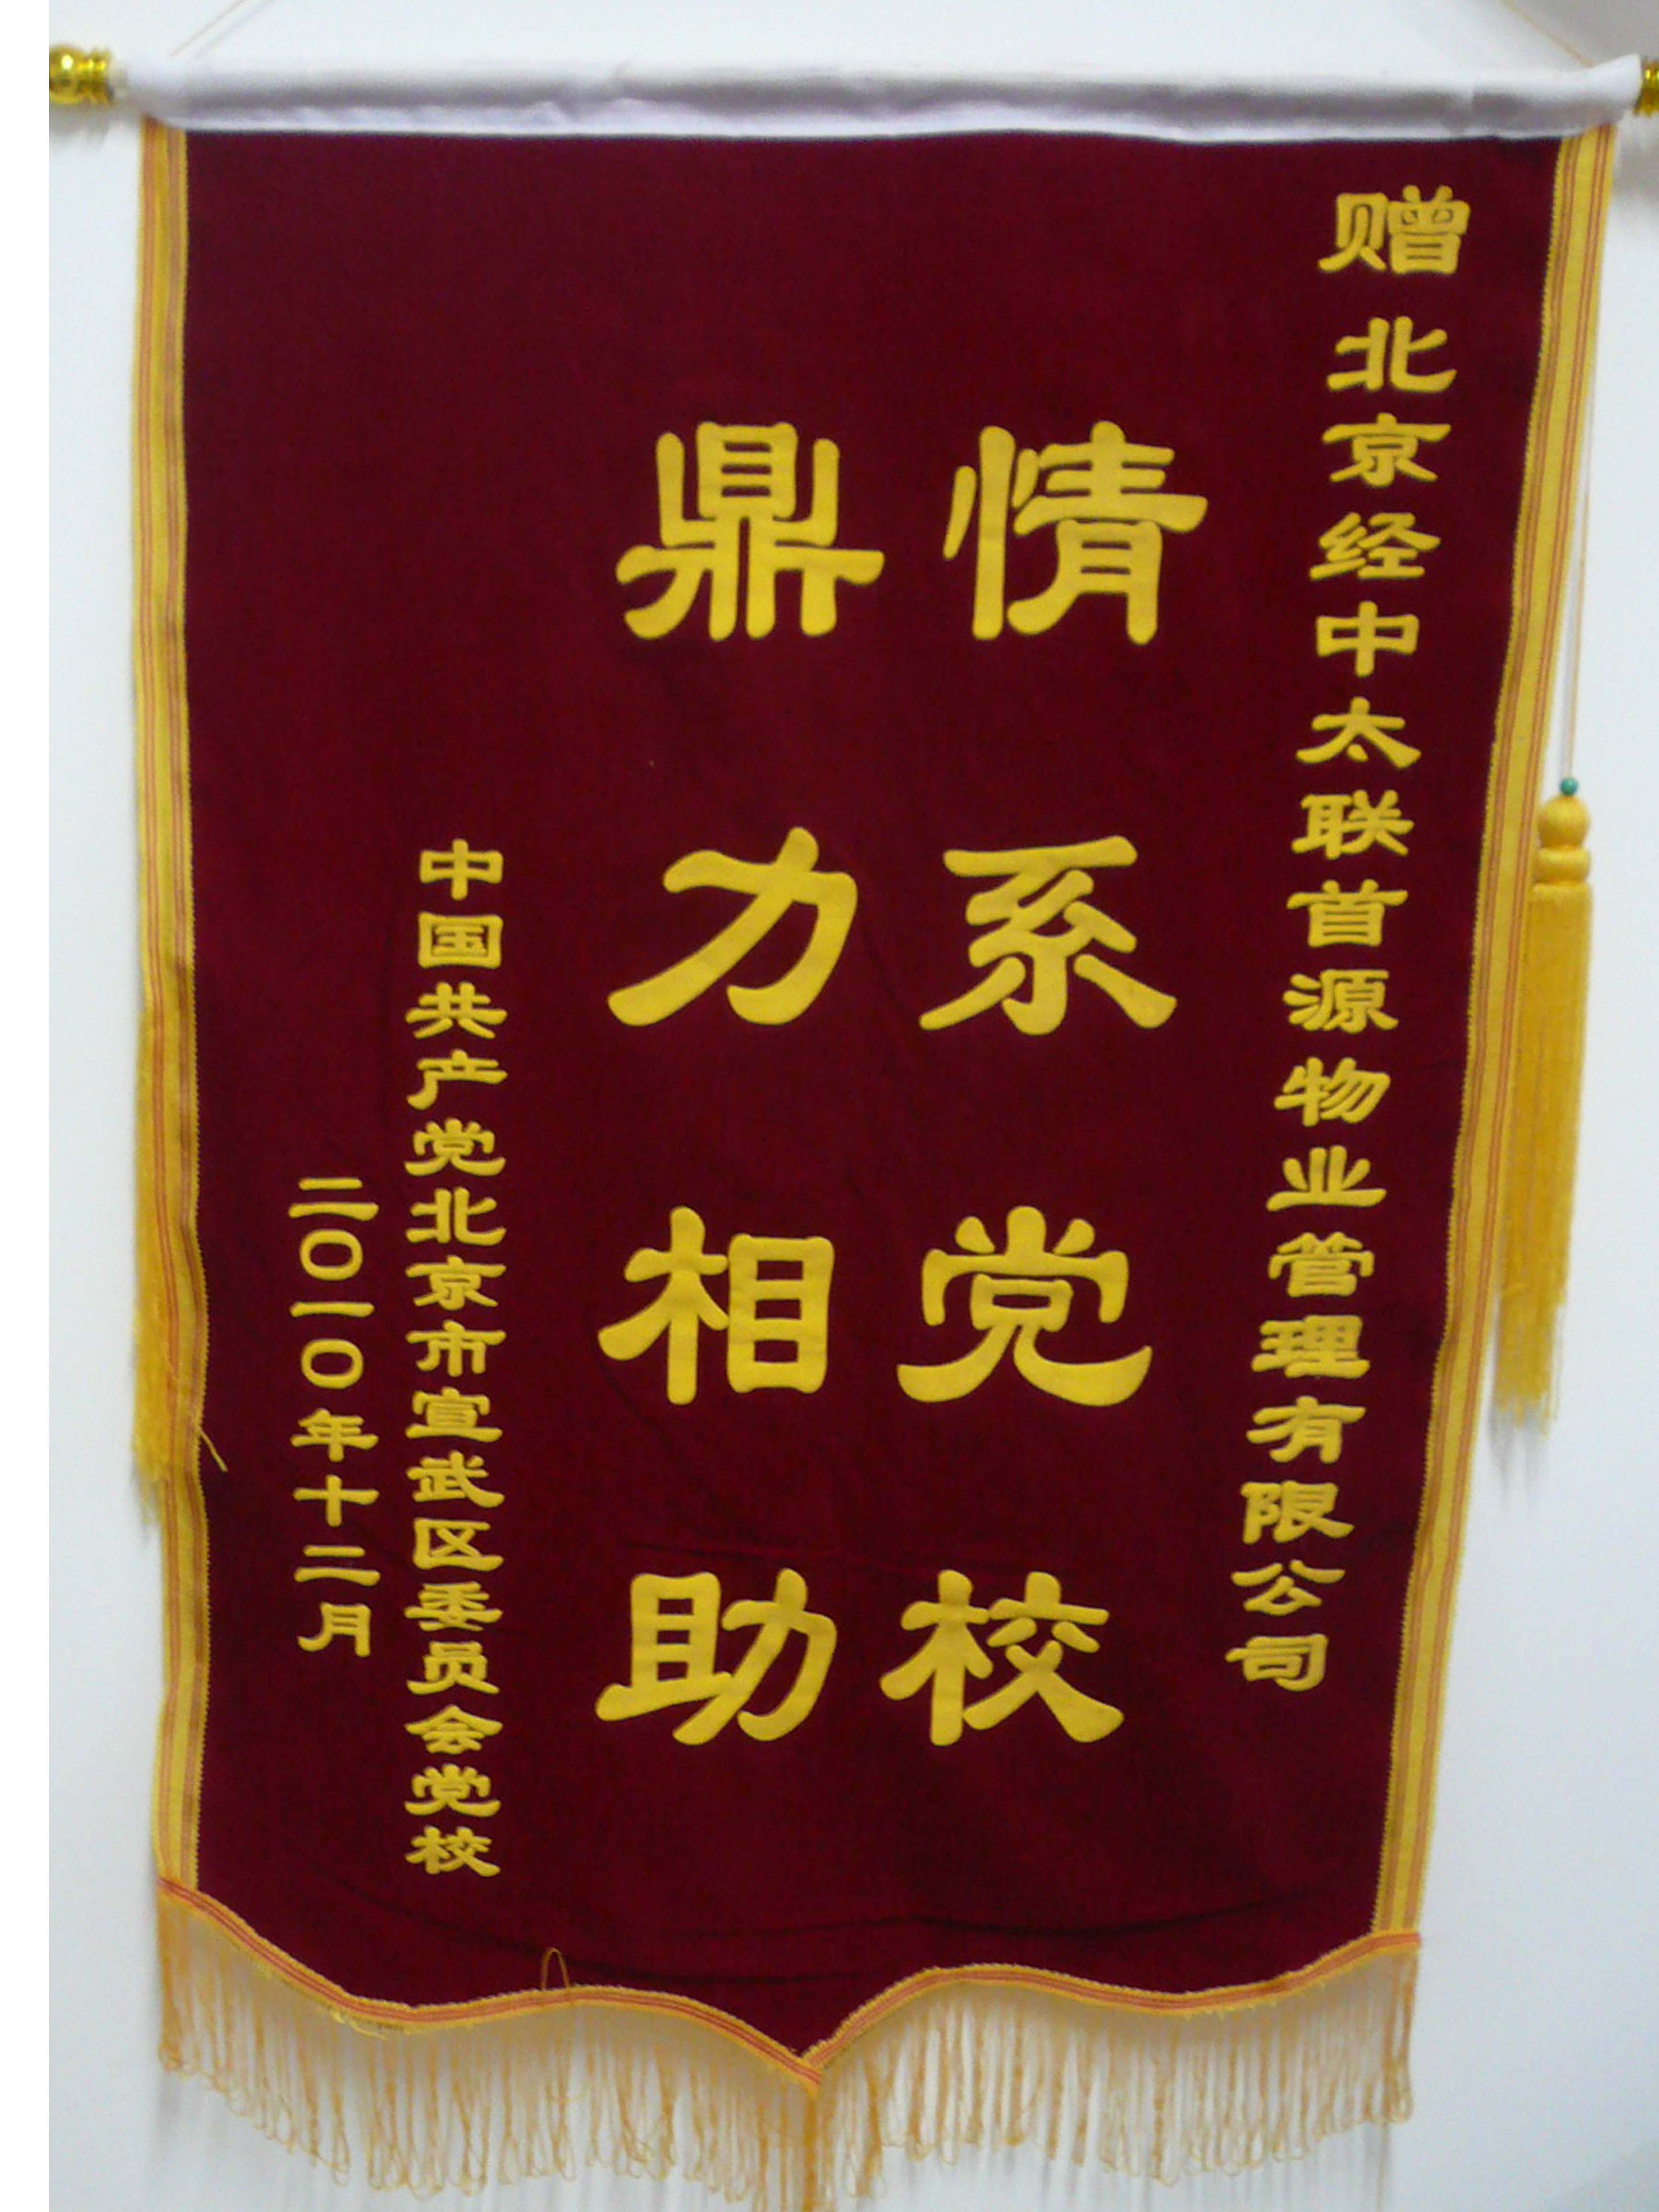 赠 北京经中太联首源物业管理有限公司
情系党校
鼎力相助
中国共产党北京市宣武区委员会党校
二〇一〇年十二月